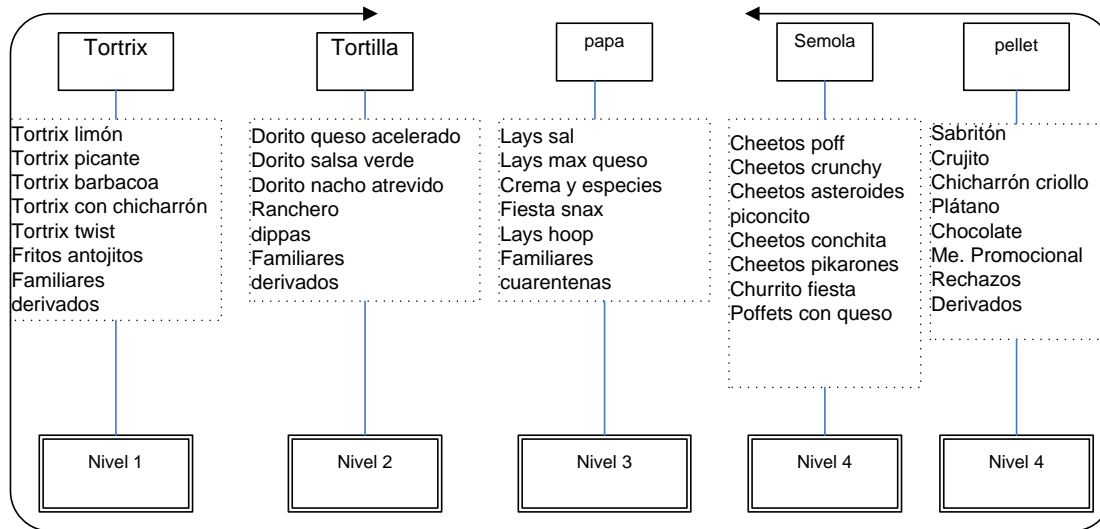 Tortrix
Tortilla
papa
Semola
pellet
Tortrix limón
Tortrix picante
Tortrix barbacoa
Tortrix con chicharrón
Tortrix twist
Fritos antojitos
Familiares
derivados
Dorito queso acelerado
Dorito salsa verde
Dorito nacho atrevido
Ranchero
dippas
Familiares
derivados
Lays sal
Lays max queso
Crema y especies
Fiesta snax
Lays hoop
Familiares
cuarentenas
Cheetos poff
Cheetos crunchy
Cheetos asteroides
piconcito
Cheetos conchita
Cheetos pikarones
Churrito fiesta
Poffets con queso
Sabritón
Crujito
Chicharrón criollo
Plátano
Chocolate
Me. Promocional
Rechazos
Derivados
Nivel 1
Nivel 2
Nivel 3
Nivel 4
Nivel 4